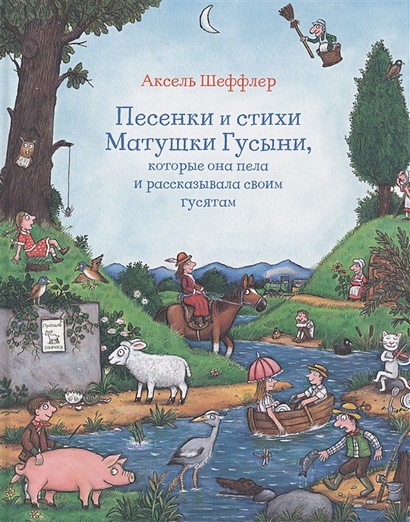 Аксель Шеффлер
Песенки и стихи
Матушки Гусыни,
которые она пела
и рассказывала своим
гусятам